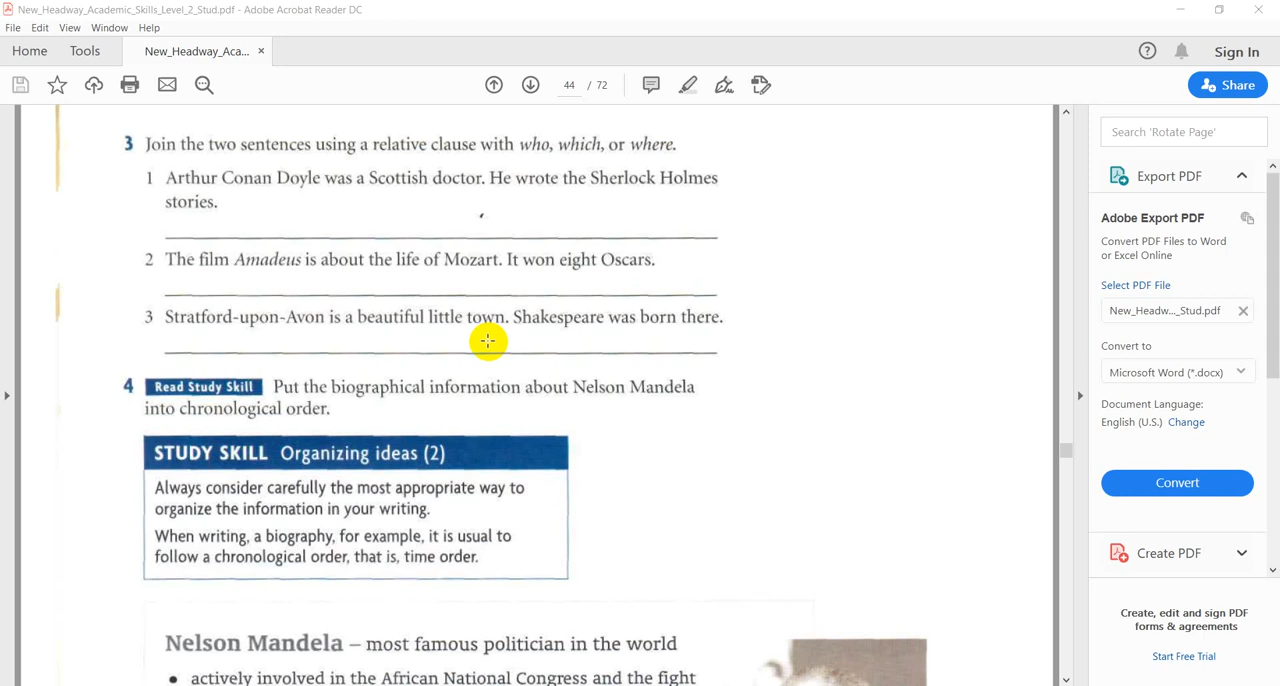 New_Headway_Academic_Skills_Level_2_Stud.pdf - Adobe Acrobat Reader DC
File Edit View Window Help
Home Tools New_Headway_Aca... × Sign In
44 / 72 Share
3 Join the two sentences using a relative clause with who, which, or where.
1 Arthur Conan Doyle was a Scottish doctor. He wrote the Sherlock Holmes
stories.
2 The film Amadeus is about the life of Mozart. It won eight Oscars.
3 Stratford-upon-Avon is a beautiful little town. Shakespeare was born there.
4 Read Study Skill Put the biographical information about Nelson Mandela
into chronological order.
STUDY SKILL Organizing ideas (2)
Always consider carefully the most appropriate way to
organize the information in your writing.
When writing, a biography, for example, it is usual to
follow a chronological order, that is, time order.
Nelson Mandela – most famous politician in the world
• actively involved in the African National Congress and the fight
Search 'Rotate Page'
Export PDF
Adobe Export PDF
Convert PDF Files to Word
or Excel Online
Select PDF File
New_Headw..._Stud.pdf
Convert to
Microsoft Word (*.docx)
Document Language:
English (U.S.) Change
Convert
Create PDF
Create, edit and sign PDF
forms & agreements
Start Free Trial